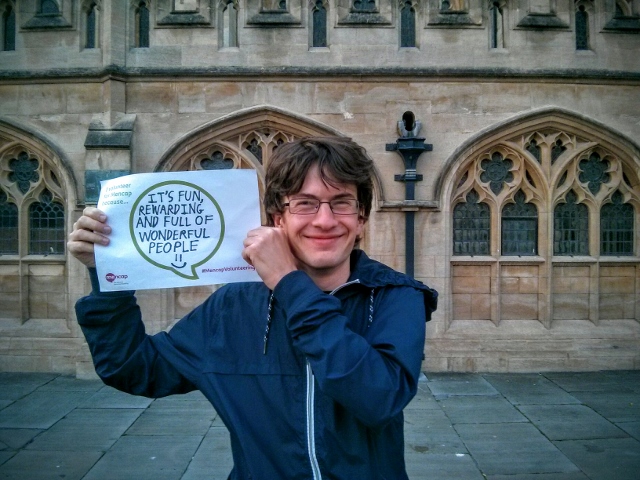 I volunteer
for Mencap
because...
IT'S FUN,
REWARDING
AND FULL OF
WONDERFUL
PEOPLE
mencap
#MencapVolunteering